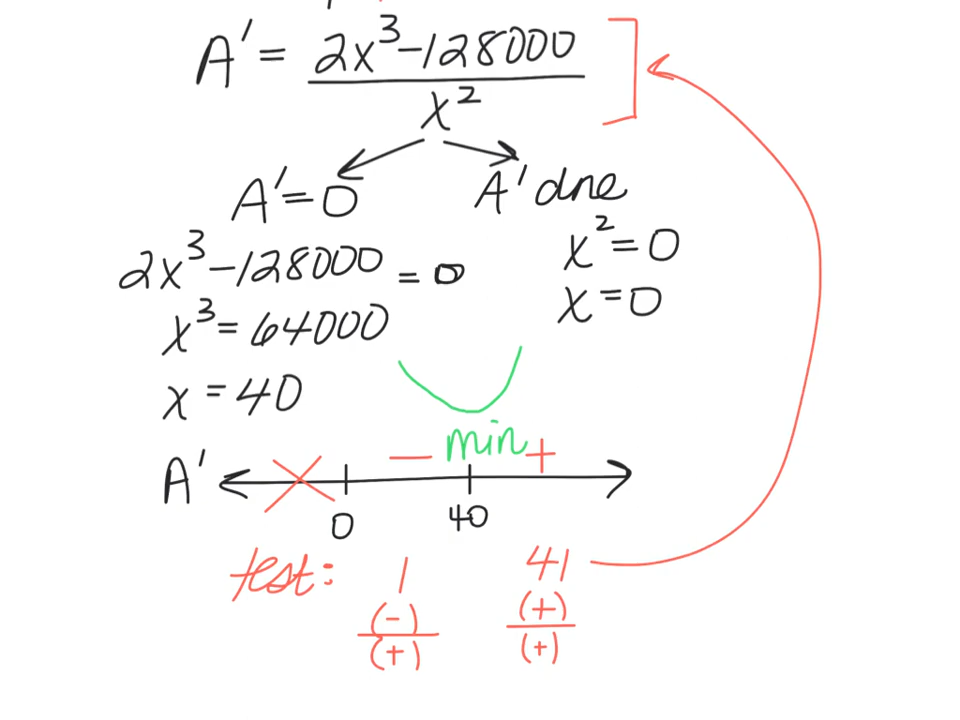 A' = 2x³-128000
x²
A'=0 A' dne
2x³-128000 = 0 x²=0
x³=64000 x=0
x=40
min
A' − +
0 40
test: 1 41
(-) (+)
(+) (+)